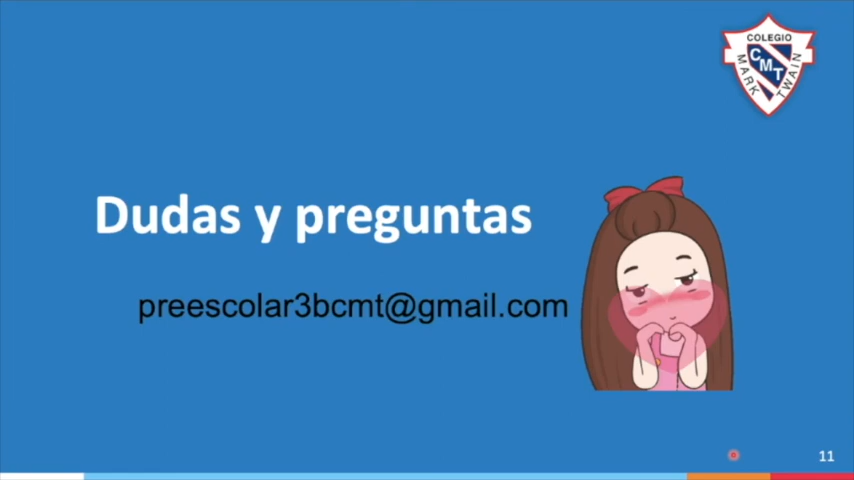 COLEGIO
CMT
MARK TWAIN
Dudas y preguntas
preescolar3bcmt@gmail.com
11